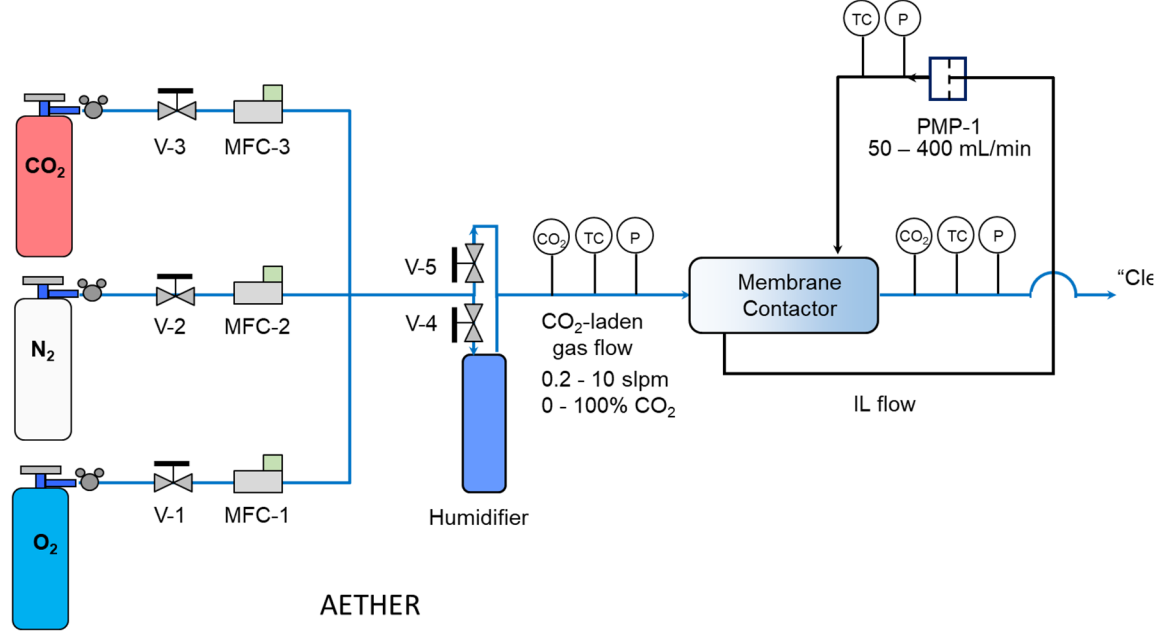 TC
P
CO₂
V-3
MFC-3
PMP-1
50 – 400 mL/min
CO₂
TC
P
CO₂
TC
P
V-5
Membrane
Contactor
N₂
V-2
MFC-2
V-4
CO₂-laden
gas flow
0.2 - 10 slpm
0 - 100% CO₂
IL flow
O₂
V-1
MFC-1
Humidifier
AETHER